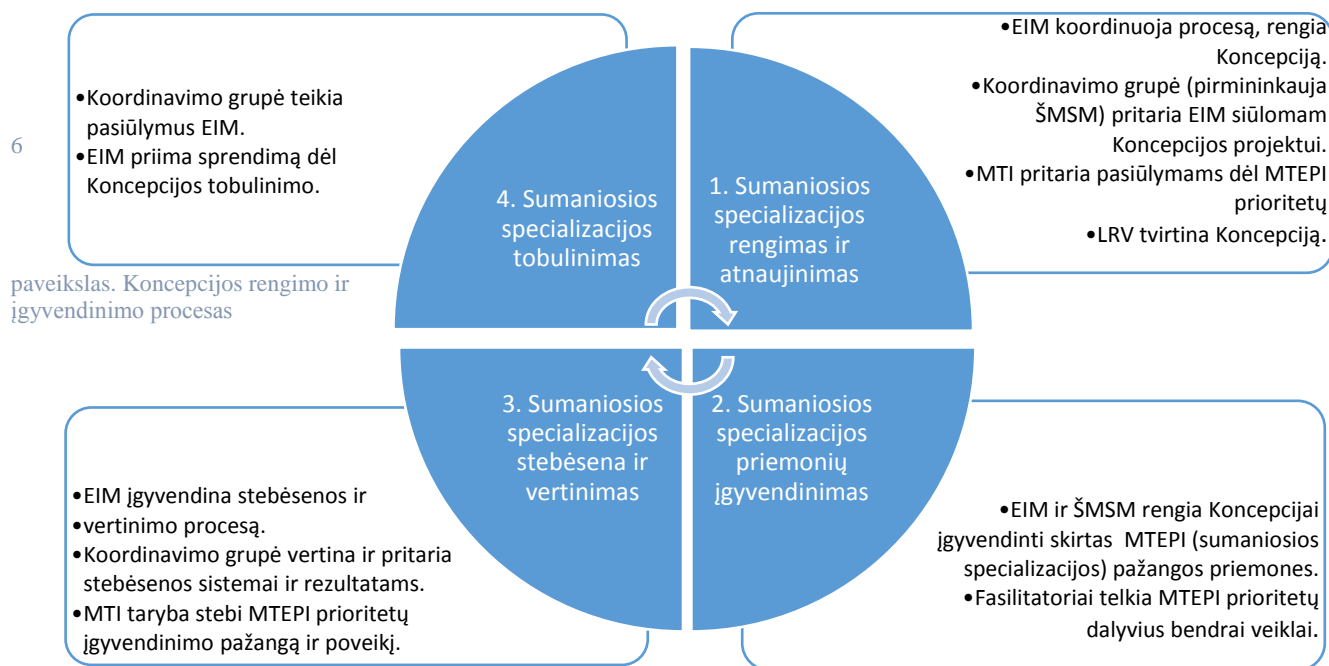 •EIM koordinuoja procesą, rengia
Koncepciją.
•Koordinavimo grupė (pirmininkauja
ŠMSM) pritaria EIM siūlomam
Koncepcijos projektui.
•MTI pritaria pasiūlymams dėl MTEPI
prioritetų
•LRV tvirtina Koncepciją.
•Koordinavimo grupė teikia
pasiūlymus EIM.
•EIM priima sprendimą dėl
Koncepcijos tobulinimo.
6
paveikslas. Koncepcijos rengimo ir
įgyvendinimo procesas
4. Sumaniosios
specializacijos
tobulinimas
1. Sumaniosios
specializacijos
rengimas ir
atnaujinimas
3. Sumaniosios
specializacijos
stebėsena ir
vertinimas
2. Sumaniosios
specializacijos
priemonių
įgyvendinimas
•EIM įgyvendina stebėsenos ir
•vertinimo procesą.
•Koordinavimo grupė vertina ir pritaria
stebėsenos sistemai ir rezultatams.
•MTI taryba stebi MTEPI prioritetų
įgyvendinimo pažangą ir poveikį.
•EIM ir ŠMSM rengia Koncepcijai
įgyvendinti skirtas MTEPI (sumaniosios
specializacijos) pažangos priemones.
•Fasilitatoriai telkia MTEPI prioritetų
dalyvius bendrai veiklai.